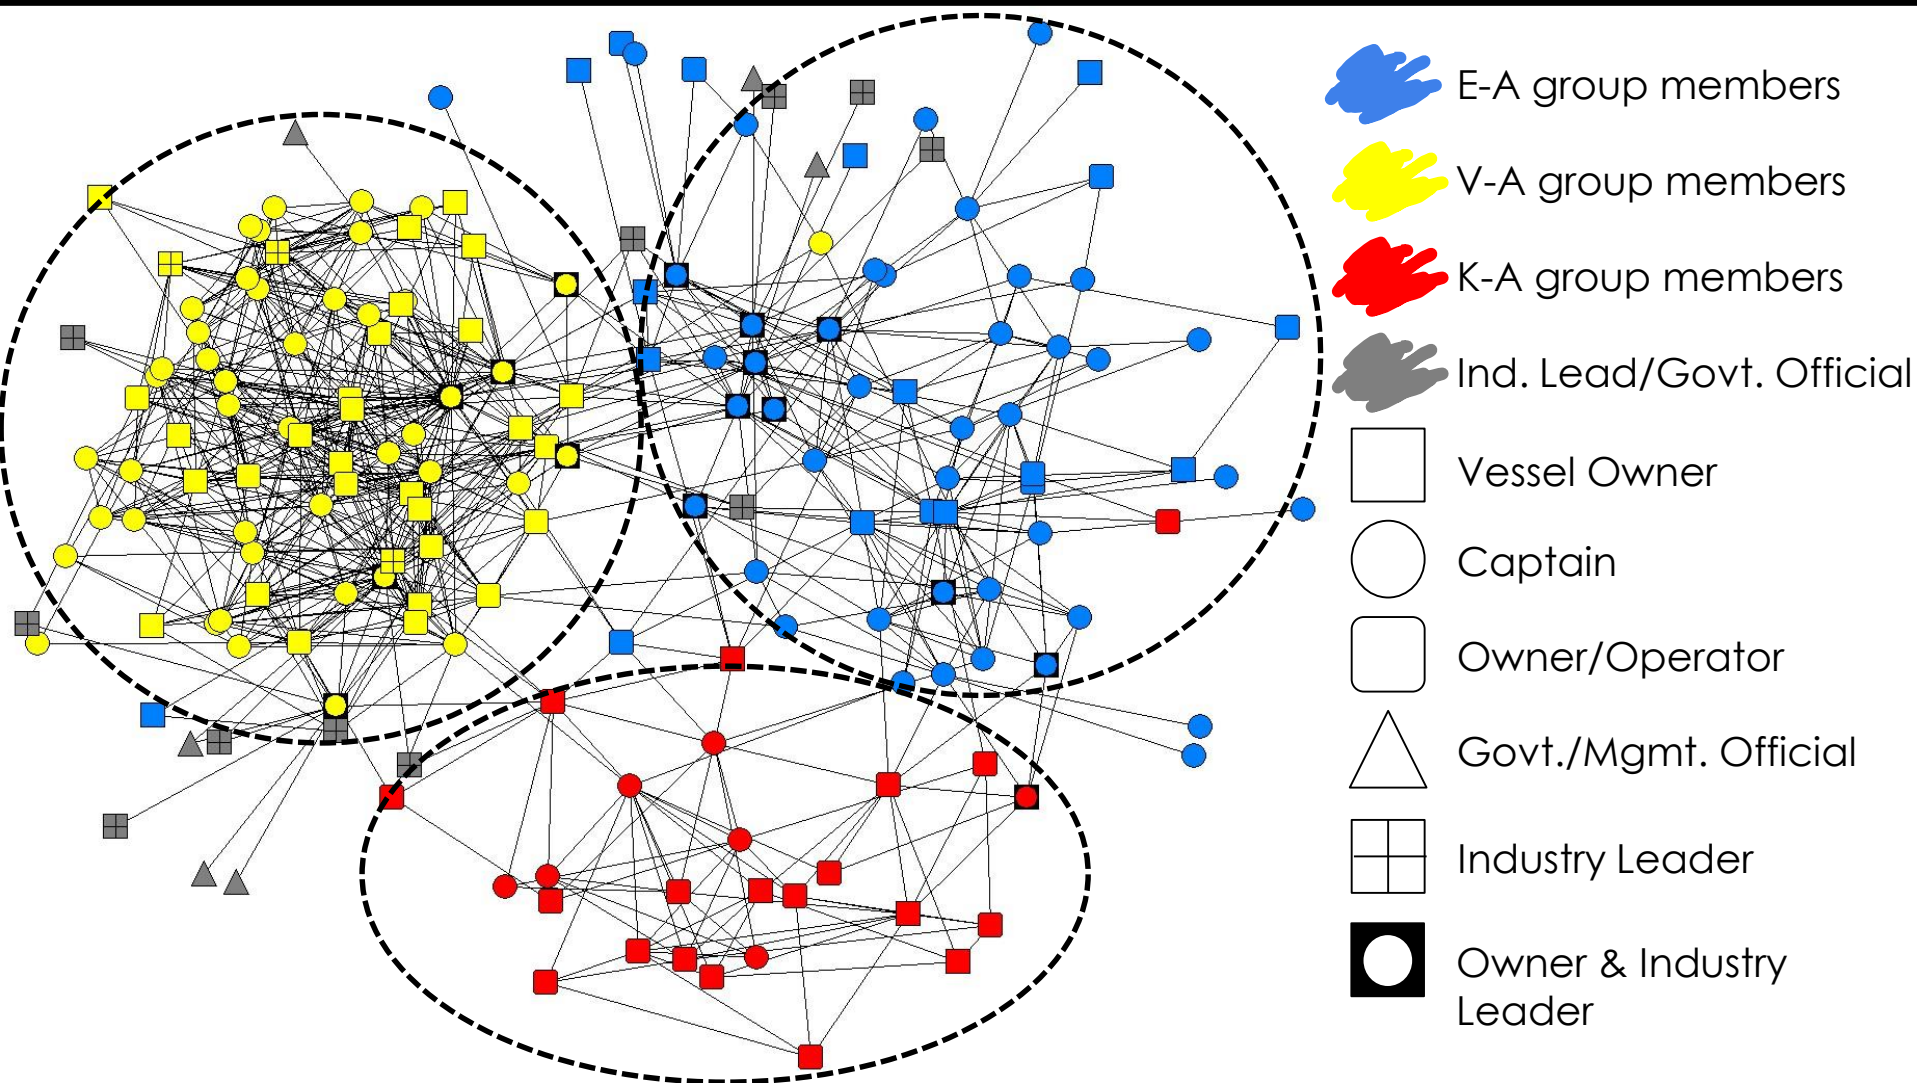 E-A group members
V-A group members
K-A group members
Ind. Lead/Govt. Official
Vessel Owner
Captain
Owner/Operator
Govt./Mgmt. Official
Industry Leader
Owner & Industry
Leader